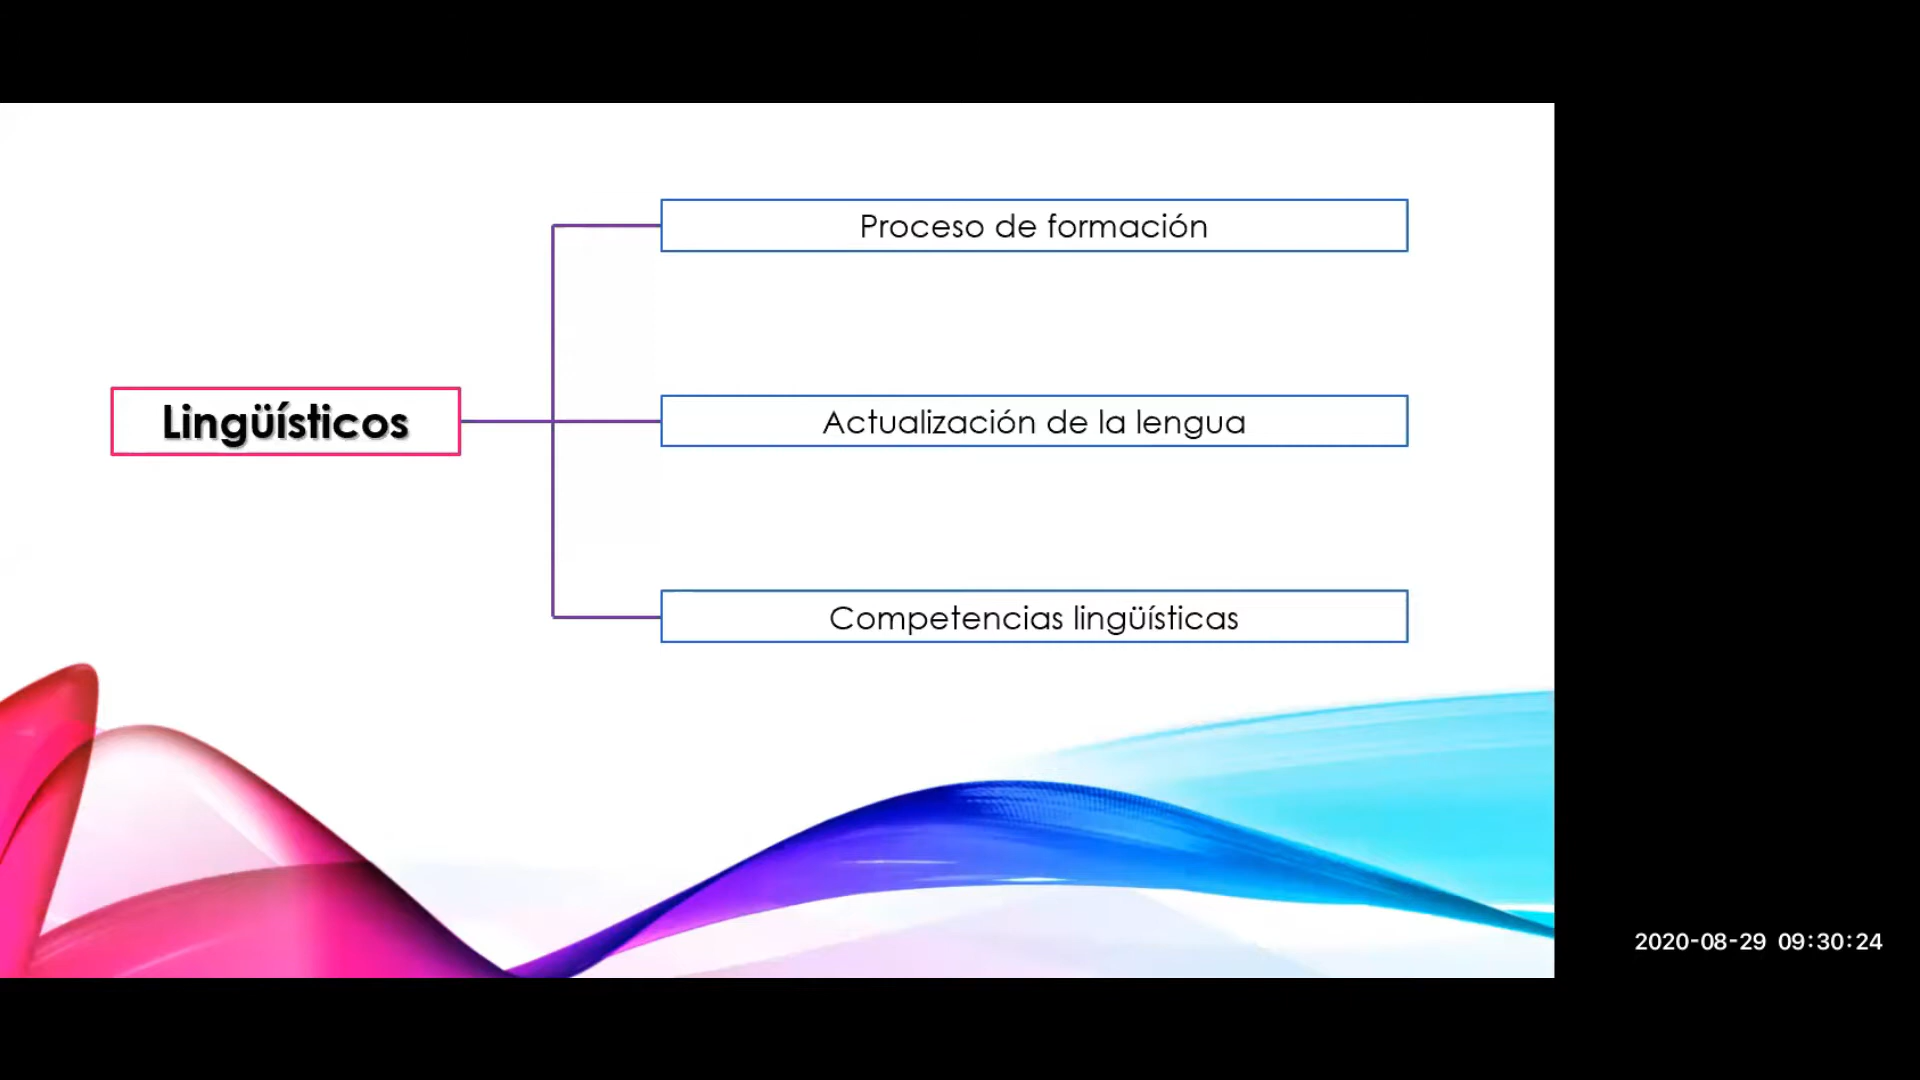 Proceso de formación
Lingüísticos
Actualización de la lengua
Competencias lingüísticas
2020-08-29 09:30:24